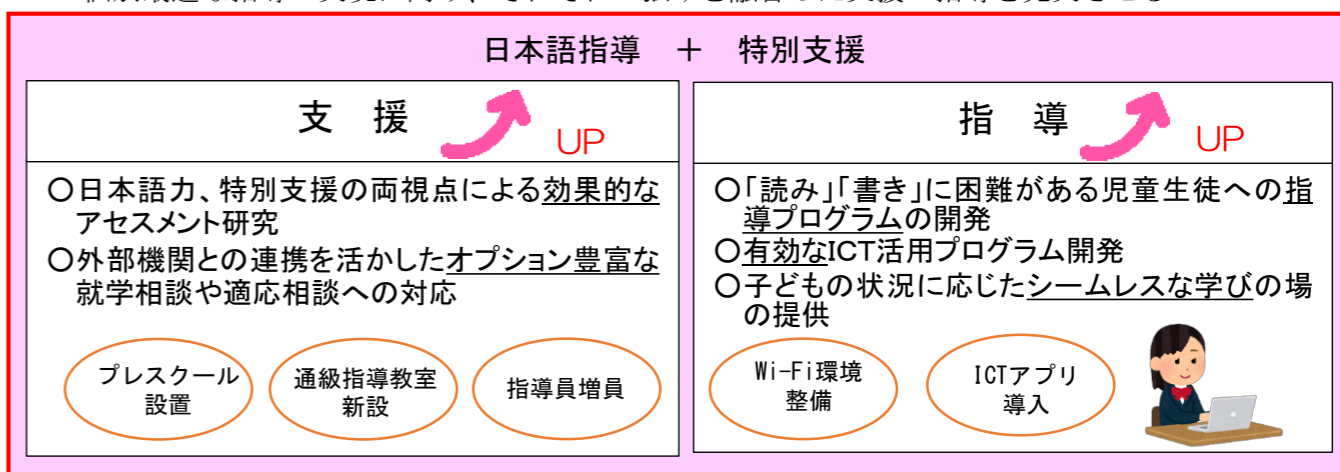 日本語指導　＋　特別支援
支　援
UP
〇日本語力、特別支援の両視点による効果的な
アセスメント研究
〇外部機関との連携を活かしたオプション豊富な
就学相談や適応相談への対応
プレスクール
設置
通級指導教室
新設
指導員増員
指　導
UP
〇「読み」「書き」に困難がある児童生徒への指
導プログラムの開発
〇有効なICT活用プログラム開発
〇子どもの状況に応じたシームレスな学びの場
の提供
Wi-Fi環境
整備
ICTアプリ
導入